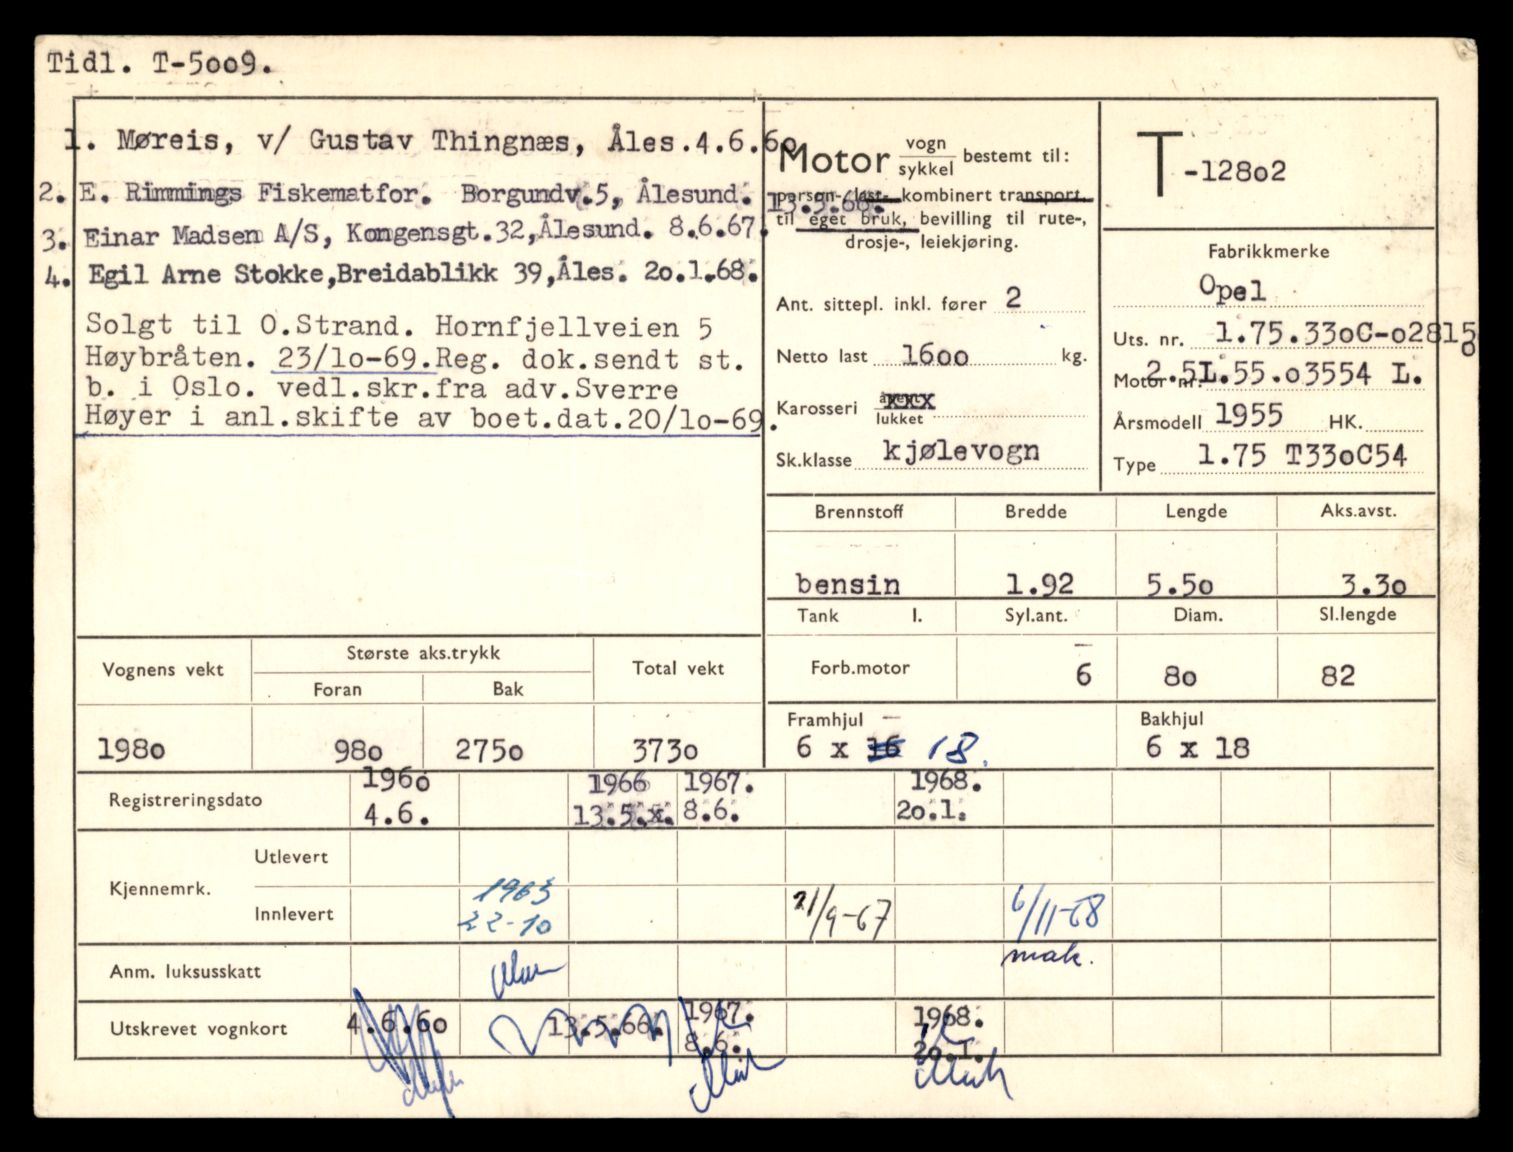 Tidl. T-5009.
1. Møreis, v/ Gustav Thingnæs, Åles.4.6.60
2. E. Rimmings Fiskematfor. Borgundv.5, Ålesund. 13.5.66.
3. Einar Madsen A/S, Kongensgt.32,Ålesund. 8.6.67.
4. Egil Arne Stokke,Breidablikk 39,Åles. 20.1.68.
Solgt til O.Strand. Hornfjellveien 5
Høybråten. 23/10-69.Reg. dok.sendt st.
b. i Oslo. vedl.skr.fra adv.Sverre
Høyer i anl.skifte av boet.dat.20/10-69.
Motor vogn sykkel bestemt til:
person-, last-, kombinert transport
til eget bruk, bevilling til rute-,
drosje-, leiekjøring.
Ant. sittepl. inkl. fører 2
Netto last 1600 kg.
Karosseri åpent xxx lukket
Sk.klasse kjølevogn
T-12802
Fabrikkmerke
Opel
Uts. nr. 1.75.330C-02815
0
Motor nr. 2.5L.55.03554 L.
Årsmodell 1955 HK.
Type 1.75 T330C54
Brennstoff Bredde Lengde Aks.avst.
bensin 1.92 5.50 3.30
Tank l. Syl.ant. Diam. Sl.lengde
Forb.motor 6 80 82
Vognens vekt Største aks.trykk Total vekt
Foran Bak
1980 980 2750 3730
Framhjul Bakhjul
6 x 16 18. 6 x 18
Registreringsdato 1960 1966 1967. 1968.
4.6. 13.5.x. 8.6. 20.1.
Kjennemrk. Utlevert
Innlevert 1963 22-10 21/9-67 6/11-68
mak.
Anm. luksusskatt
Utskrevet vognkort 4.6.60 13.5.66. 1967. 1968.
8.6. 20.1.